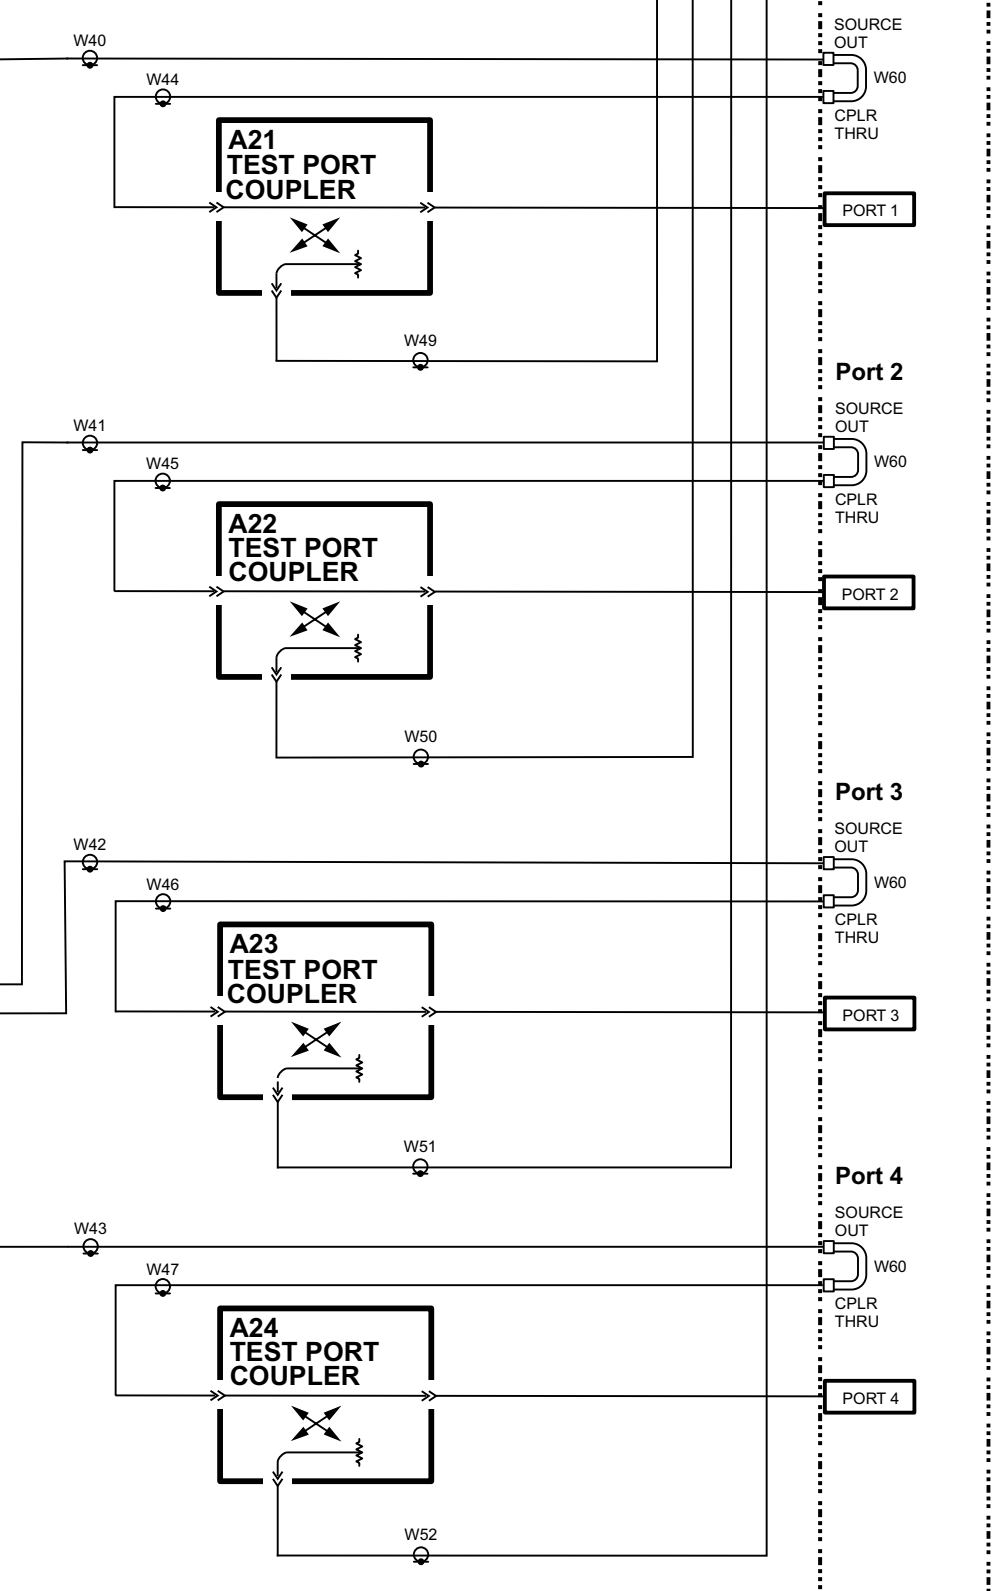 SOURCE
OUT
W40
W60
W44
CPLR
THRU
A21
TEST PORT
COUPLER
PORT 1
W49
Port 2
SOURCE
OUT
W41
W60
W45
CPLR
THRU
A22
TEST PORT
COUPLER
PORT 2
W50
Port 3
SOURCE
OUT
W42
W60
W46
CPLR
THRU
A23
TEST PORT
COUPLER
PORT 3
W51
Port 4
SOURCE
OUT
W43
W60
W47
CPLR
THRU
A24
TEST PORT
COUPLER
PORT 4
W52